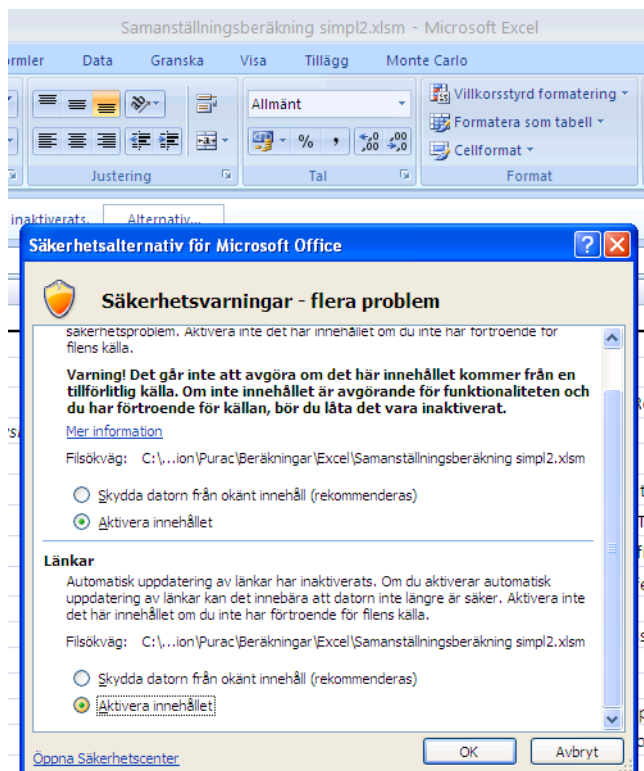 Samanställningsberäkning simpl2.xlsm - Microsoft Excel
ormler Data Granska Visa Tillägg Monte Carlo
Allmänt
Villkorsstyrd formatering
Formatera som tabell
Cellformat
% ,00 ,0 ,00
Justering Tal Format
inaktiverats. Alternativ...
Säkerhetsalternativ för Microsoft Office
Säkerhetsvarningar - flera problem
säkerhetsproblem. Aktivera inte det här innehållet om du inte har förtroende för
filens källa.
Varning! Det går inte att avgöra om det här innehållet kommer från en
tillförlitlig källa. Om inte innehållet är avgörande för funktionaliteten och
du har förtroende för källan, bör du låta det vara inaktiverat.
Mer information
Filsökväg: C:\...ion\Purac\Beräkningar\Excel\Samanställningsberäkning simpl2.xlsm
Skydda datorn från okänt innehåll (rekommenderas)
Aktivera innehållet
Länkar
Automatisk uppdatering av länkar har inaktiverats. Om du aktiverar automatisk
uppdatering av länkar kan det innebära att datorn inte längre är säker. Aktivera inte
det här innehållet om du inte har förtroende för filens källa.
Filsökväg: C:\...ion\Purac\Beräkningar\Excel\Samanställningsberäkning simpl2.xlsm
Skydda datorn från okänt innehåll (rekommenderas)
Aktivera innehållet
Öppna Säkerhetscenter
OK Avbryt